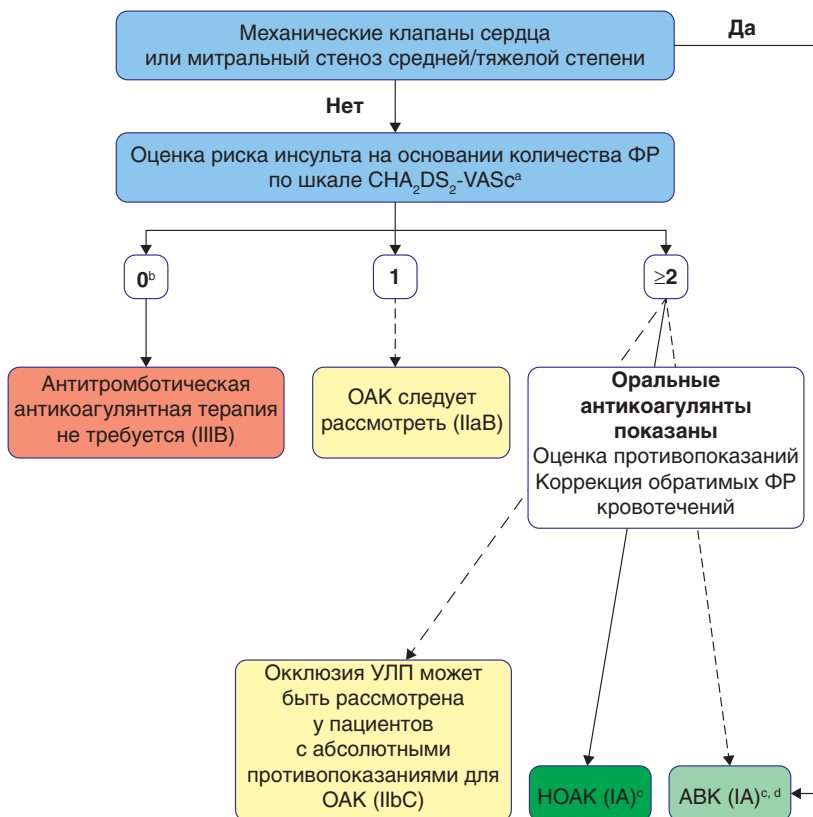 Механические клапаны сердца
или митральный стеноз средней/тяжелой степени
Да
Нет
Оценка риска инсульта на основании количества ФР
по шкале CHA₂DS₂-VAScᵃ
0ᵇ
1
≥2
Антитромботическая
антикоагулянтная терапия
не требуется (IIIB)
ОАК следует
рассмотреть (IIaB)
Оральные
антикоагулянты
показаны
Оценка противопоказаний
Коррекция обратимых ФР
кровотечений
Окклюзия УЛП может
быть рассмотрена
у пациентов
с абсолютными
противопоказаниями для
ОАК (IIbC)
НОАК (IA)ᶜ
АВК (IA)ᶜ, ᵈ